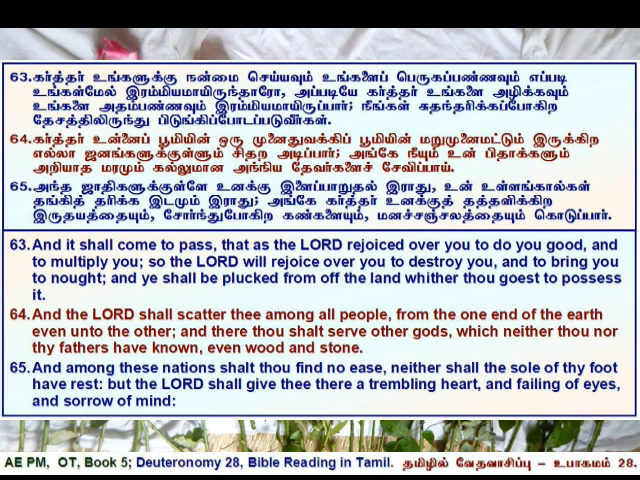 63.கர்த்தர் உங்களுக்கு நன்மை செய்யவும் உங்களைப் பெருகப்பண்ணவும் எப்படி
உங்கள்மேல் இரம்மியமாயிருந்தாரோ, அப்படியே கர்த்தர் உங்களை அழிக்கவும்
உங்களை அதம்பண்ணவும் இரம்மியமாயிருப்பார்; நீங்கள் சுதந்தரிக்கப்போகிற
தேசத்திலிருந்து பிடுங்கிப்போடப்படுவீர்கள்.
64.கர்த்தர் உன்னைப் பூமியின் ஒரு முனைதுவக்கிப் பூமியின் மறுமுனைமட்டும் இருக்கிற
எல்லா ஜனங்களுக்குள்ளும் சிதற அடிப்பார்; அங்கே நீயும் உன் பிதாக்களும்
அறியாத மரமும் கல்லுமான அந்நிய தேவர்களைச் சேவிப்பாய்.
65.அந்த ஜாதிகளுக்குள்ளே உனக்கு இளைப்பாறுதல் இராது, உன் உள்ளங்கால்கள்
தங்கித் தரிக்க இடமும் இராது; அங்கே கர்த்தர் உனக்குத் தத்தளிக்கிற
இருதயத்தையும், சோர்ந்துபோகிற கண்களையும், மனச்சஞ்சலத்தையும் கொடுப்பார்.
63.And it shall come to pass, that as the LORD rejoiced over you to do you good, and
to multiply you; so the LORD will rejoice over you to destroy you, and to bring you
to nought; and ye shall be plucked from off the land whither thou goest to possess
it.
64.And the LORD shall scatter thee among all people, from the one end of the earth
even unto the other; and there thou shalt serve other gods, which neither thou nor
thy fathers have known, even wood and stone.
65.And among these nations shalt thou find no ease, neither shall the sole of thy foot
have rest: but the LORD shall give thee there a trembling heart, and failing of eyes,
and sorrow of mind:
AE PM, OT, Book 5; Deuteronomy 28, Bible Reading in Tamil. தமிழில் வேதவாசிப்பு – உபாகமம் 28.